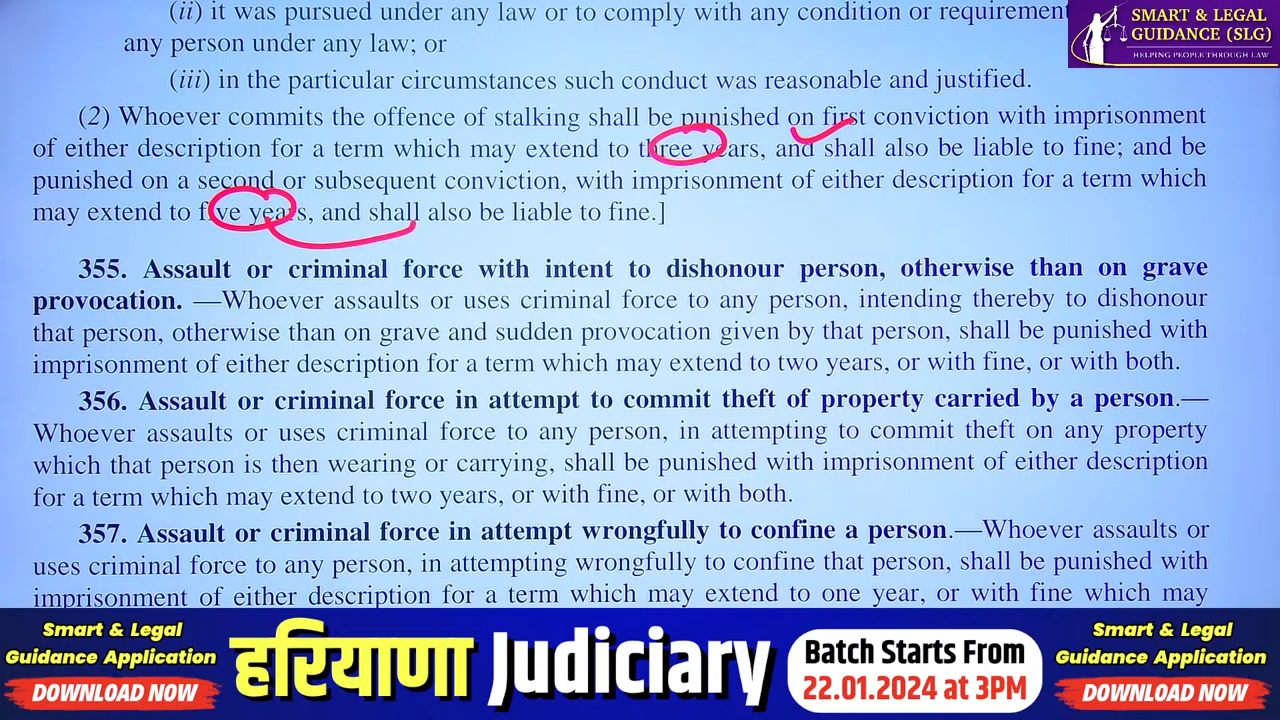 (ii) it was pursued under any law or to comply with any condition or requirement
any person under any law; or
(iii) in the particular circumstances such conduct was reasonable and justified.
(2) Whoever commits the offence of stalking shall be punished on first conviction with imprisonment
of either description for a term which may extend to three years, and shall also be liable to fine; and be
punished on a second or subsequent conviction, with imprisonment of either description for a term which
may extend to five years, and shall also be liable to fine.]
355. Assault or criminal force with intent to dishonour person, otherwise than on grave
provocation. —Whoever assaults or uses criminal force to any person, intending thereby to dishonour
that person, otherwise than on grave and sudden provocation given by that person, shall be punished with
imprisonment of either description for a term which may extend to two years, or with fine, or with both.
356. Assault or criminal force in attempt to commit theft of property carried by a person.—
Whoever assaults or uses criminal force to any person, in attempting to commit theft on any property
which that person is then wearing or carrying, shall be punished with imprisonment of either description
for a term which may extend to two years, or with fine, or with both.
357. Assault or criminal force in attempt wrongfully to confine a person.—Whoever assaults or
uses criminal force to any person, in attempting wrongfully to confine that person, shall be punished with
imprisonment of either description for a term which may extend to one year, or with fine which may
SMART & LEGAL
GUIDANCE (SLG)
HELPING PEOPLE THROUGH LAW
Smart & Legal
Guidance Application
DOWNLOAD NOW
हरियाणा Judiciary
Batch Starts From
22.01.2024 at 3PM
Smart & Legal
Guidance Application
DOWNLOAD NOW